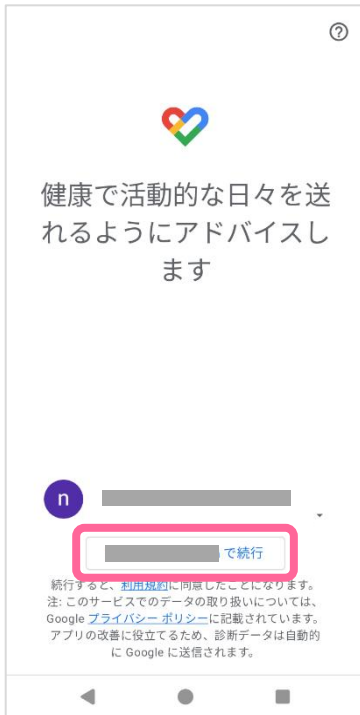 健康で活動的な日々を送
れるようにアドバイスし
ます
n
で続行
続行すると、利用規約に同意したことになります。
注: このサービスでのデータの取り扱いについては、
Google プライバシー ポリシーに記載されています。
アプリの改善に役立てるため、診断データは自動的
に Google に送信されます。